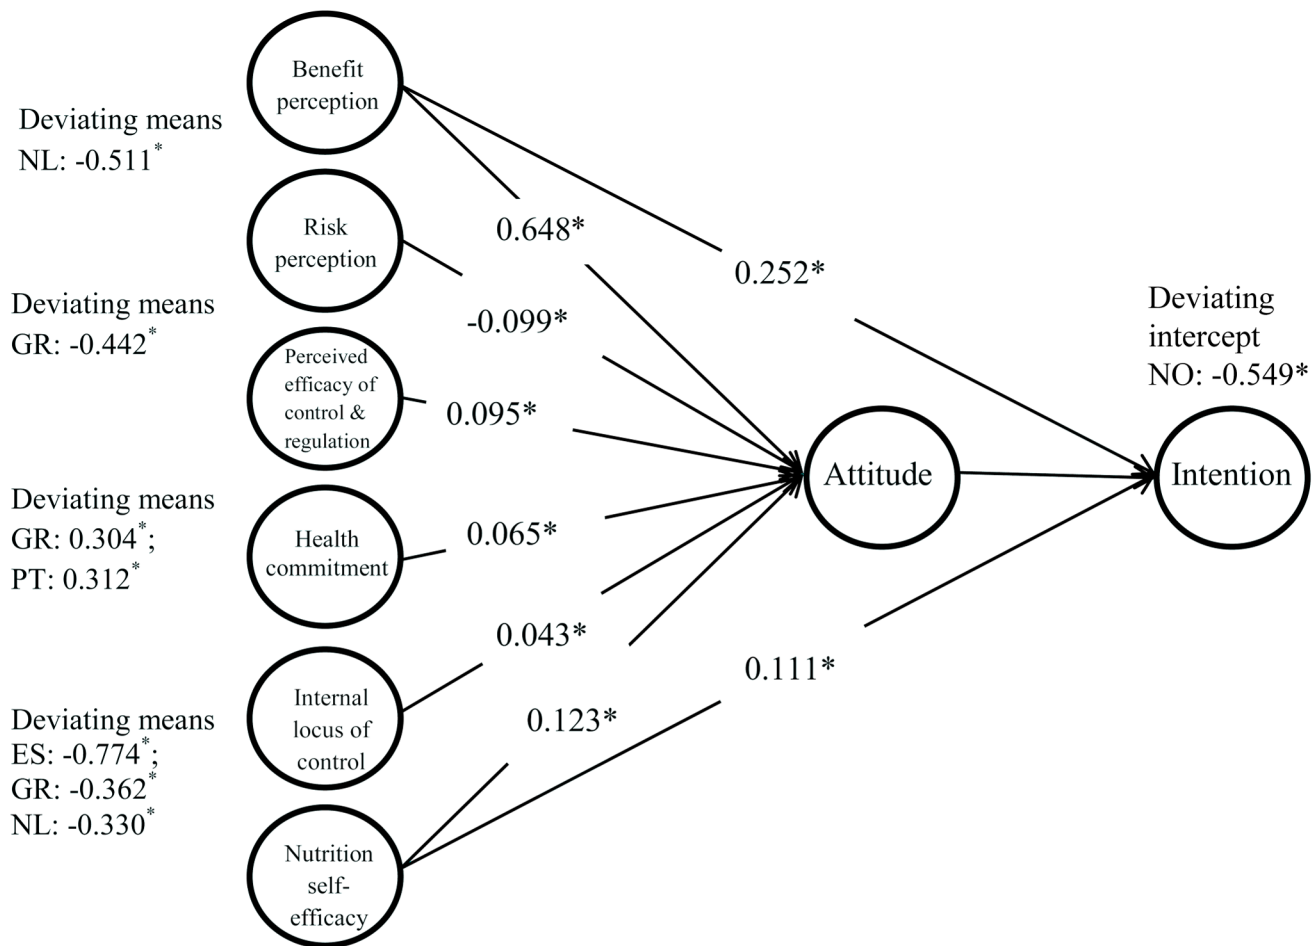 Benefit
perception
Deviating means
NL: -0.511*
Risk
perception
0.648*
0.252*
-0.099*
Deviating means
GR: -0.442*
Deviating
intercept
NO: -0.549*
Perceived
efficacy of
control &
regulation
0.095*
Attitude
Intention
Deviating means
GR: 0.304*;
PT: 0.312*
Health
commitment
0.065*
0.043*
0.111*
Internal
locus of
control
0.123*
Deviating means
ES: -0.774*;
GR: -0.362*
NL: -0.330*
Nutrition
self-
efficacy